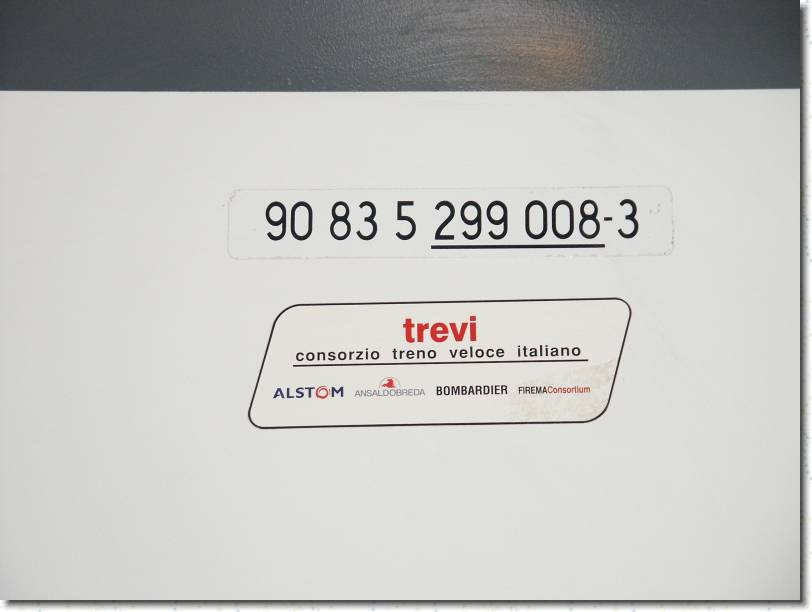 90 83 5 299 008-3
trevi
consorzio treno veloce italiano
ALSTOM ANSALDOBREDA BOMBARDIER FIREMAConsortium